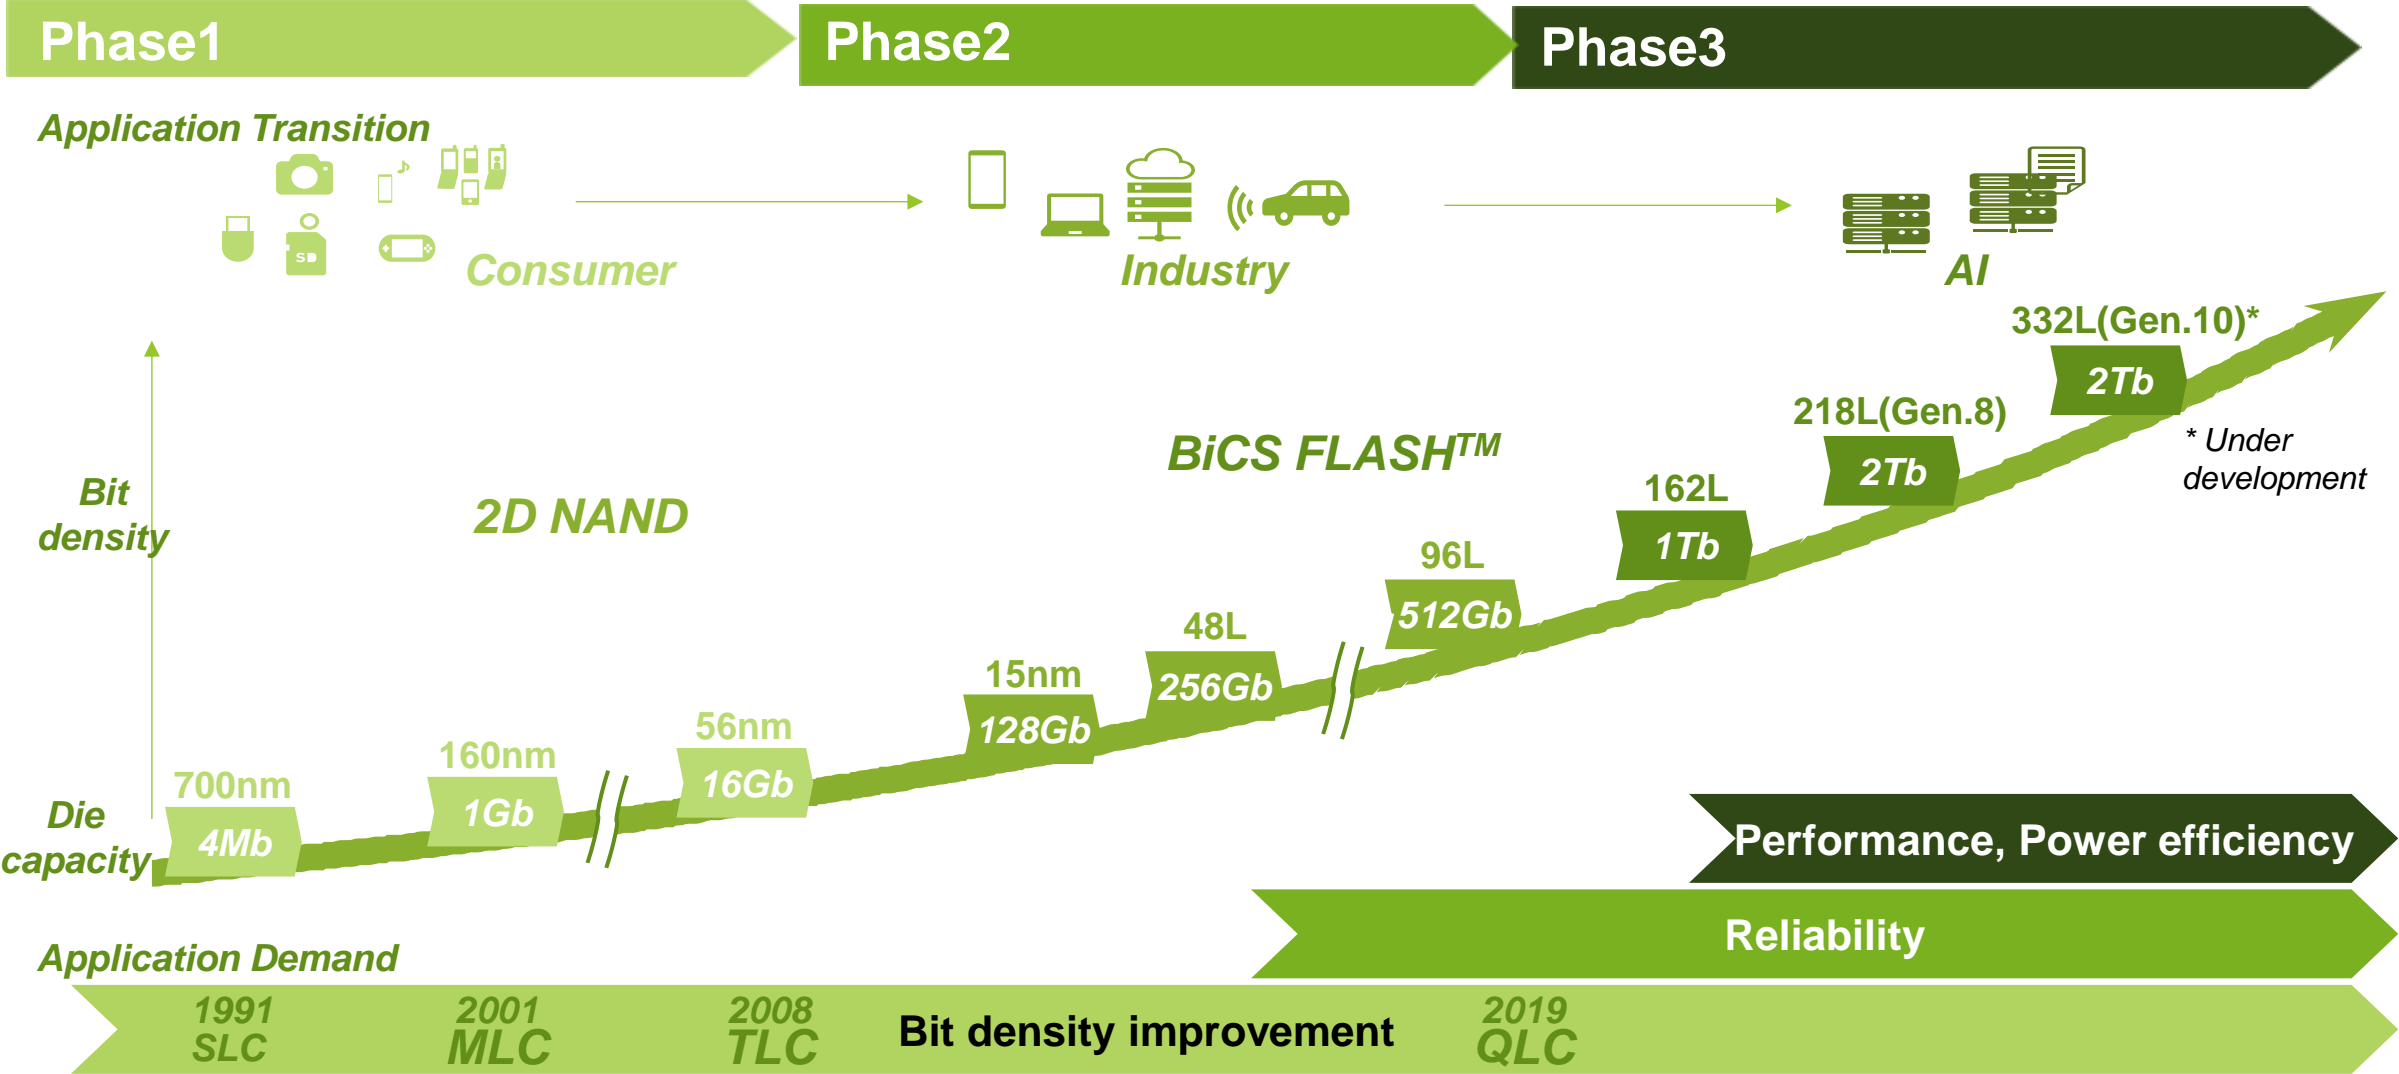 Phase1
Phase2
Phase3
Application Transition
SD
Consumer
Industry
AI
332L(Gen.10)*
2Tb
218L(Gen.8)
2Tb
* Under
development
BiCS FLASH™
162L
1Tb
Bit
density
2D NAND
96L
512Gb
48L
256Gb
15nm
128Gb
56nm
16Gb
160nm
1Gb
700nm
4Mb
Die
capacity
Performance, Power efficiency
Reliability
Application Demand
1991
SLC
2001
MLC
2008
TLC
Bit density improvement
2019
QLC